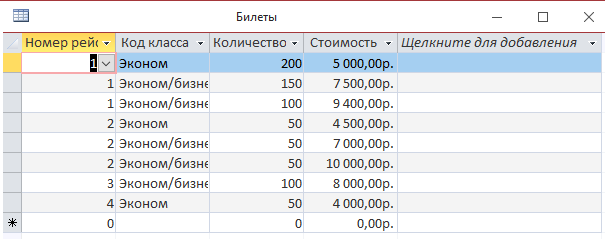 Билеты
Номер рейс Код класса Количество Стоимость Щелкните для добавления
1 Эконом 200 5 000,00р.
1 Эконом/бизне 150 7 500,00р.
1 Эконом/бизне 100 9 400,00р.
2 Эконом 50 4 500,00р.
2 Эконом/бизне 50 7 000,00р.
2 Эконом/бизне 50 10 000,00р.
3 Эконом/бизне 100 8 000,00р.
4 Эконом 50 4 000,00р.
0 0 0,00р.